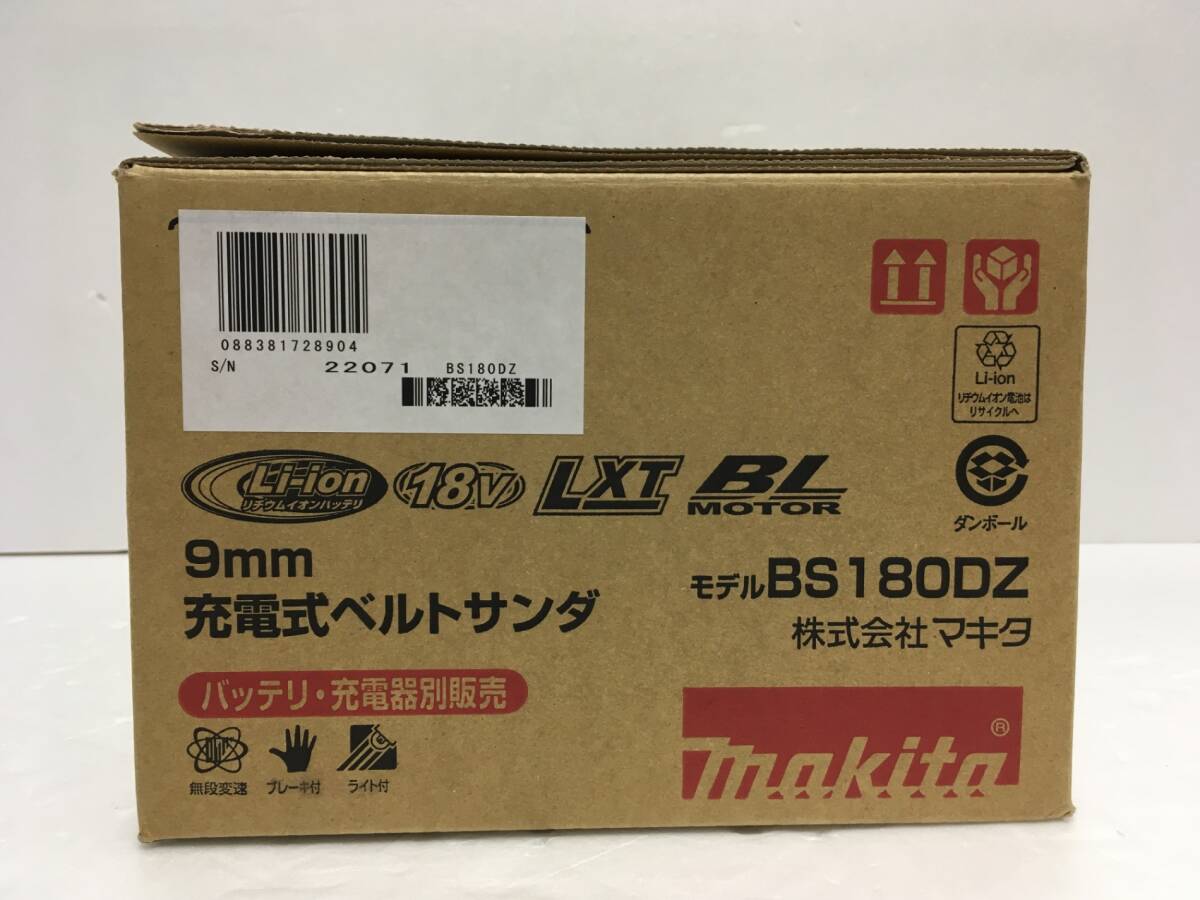 088381728904
S/N 22071 BS180DZ
Li-ion
リチウムイオン電池は
リサイクルへ
Li-ion
リチウムイオンバッテリ
18V
LXT
BL
MOTOR
ダンボール
9mm
充電式ベルトサンダ
モデルBS180DZ
株式会社マキタ
バッテリ・充電器別販売
無段変速 ブレーキ付 ライト付
makita®